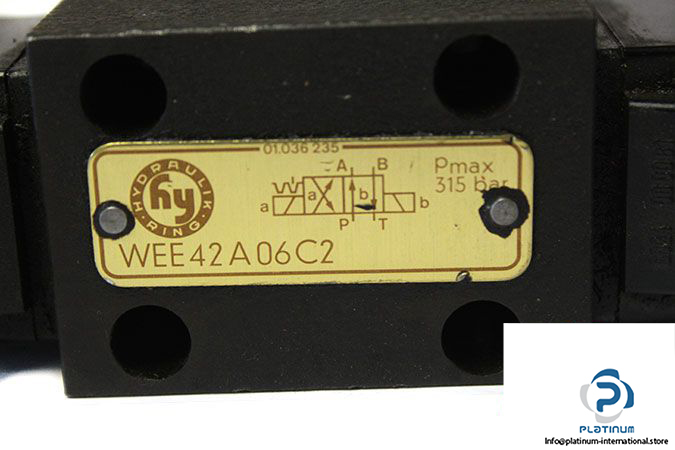 01.036 235
HYDRAULIK-RING
hy
A B
Pmax
315 bar
a a b b
P T
WEE42A06C2
PLATINUM
Info@platinum-international.store